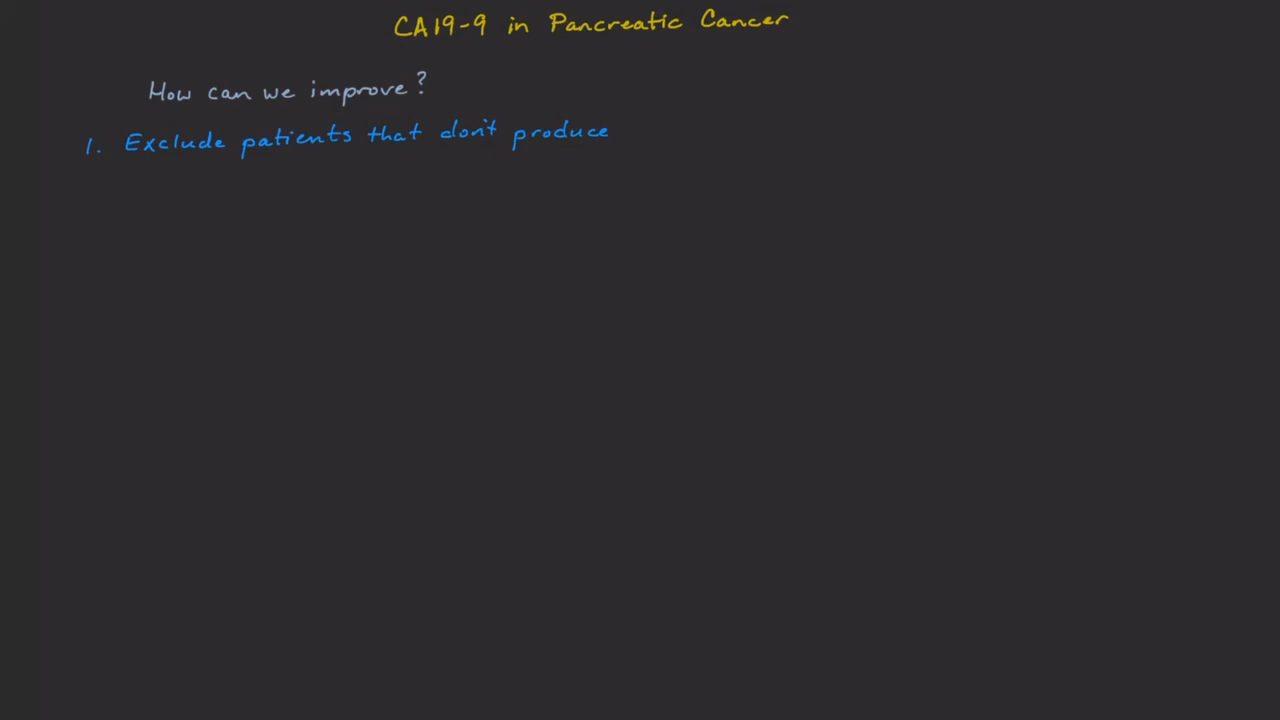 CA19-9 in Pancreatic Cancer
How can we improve?
1. Exclude patients that don't produce